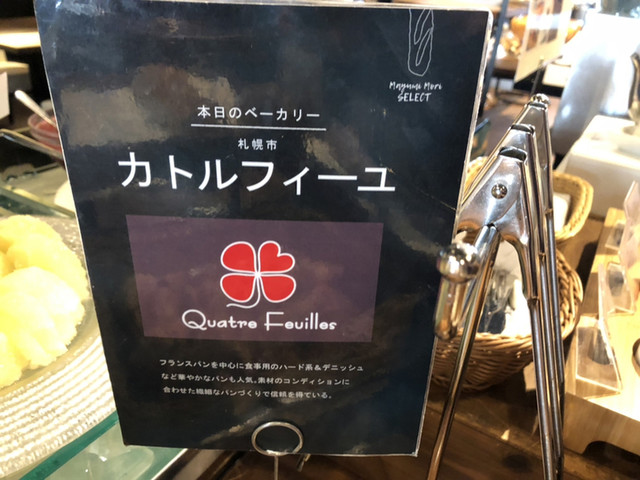 Mayumi Mori
SELECT
本日のベーカリー
札幌市
カトルフィーユ
Quatre Feuilles
フランスパンを中心に食事用のハード系&デニッシュ
など華やかなパンも人気。素材のコンディションに
合わせた繊細なパンづくりで信頼を得ている。